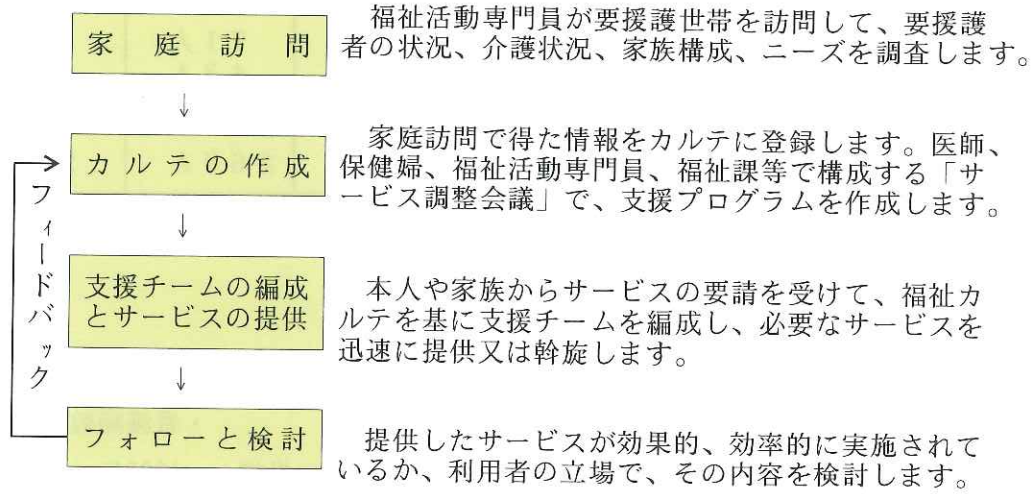 家庭訪問
福祉活動専門員が要援護世帯を訪問して、要援護
者の状況、介護状況、家族構成、ニーズを調査します。
↓
カルテの作成
家庭訪問で得た情報をカルテに登録します。医師、
保健婦、福祉活動専門員、福祉課等で構成する「サ
ービス調整会議」で、支援プログラムを作成します。
↓
支援チームの編成
とサービスの提供
本人や家族からサービスの要請を受けて、福祉カ
ルテを基に支援チームを編成し、必要なサービスを
迅速に提供又は斡旋します。
↓
フォローと検討
提供したサービスが効果的、効率的に実施されて
いるか、利用者の立場で、その内容を検討します。
フィードバック